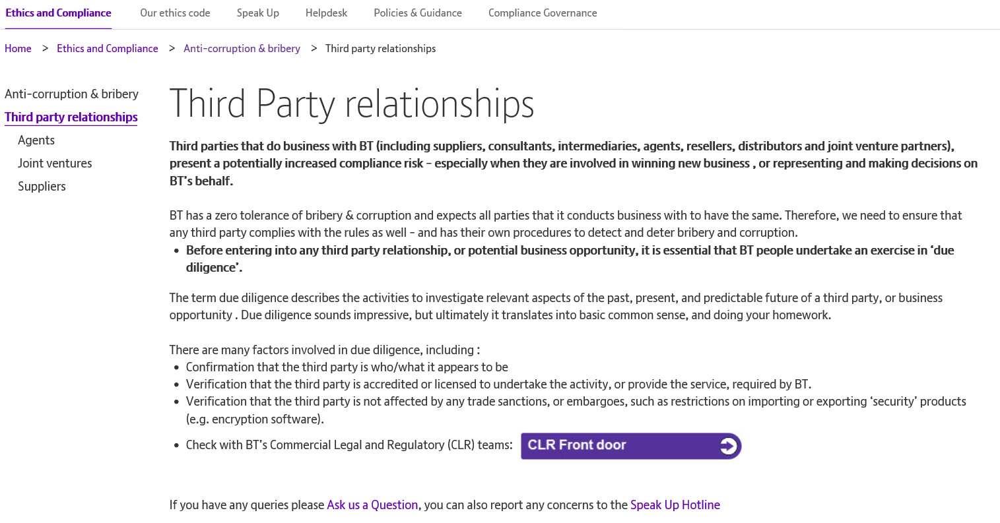 Ethics and Compliance Our ethics code Speak Up Helpdesk Policies & Guidance Compliance Governance
Home > Ethics and Compliance > Anti-corruption & bribery > Third party relationships
Anti-corruption & bribery
Third party relationships
Agents
Joint ventures
Suppliers
Third Party relationships
Third parties that do business with BT (including suppliers, consultants, intermediaries, agents, resellers, distributors and joint venture partners),
present a potentially increased compliance risk - especially when they are involved in winning new business , or representing and making decisions on
BT's behalf.
BT has a zero tolerance of bribery & corruption and expects all parties that it conducts business with to have the same. Therefore, we need to ensure that
any third party complies with the rules as well - and has their own procedures to detect and deter bribery and corruption.
• Before entering into any third party relationship, or potential business opportunity, it is essential that BT people undertake an exercise in ‘due
diligence’.
The term due diligence describes the activities to investigate relevant aspects of the past, present, and predictable future of a third party, or business
opportunity . Due diligence sounds impressive, but ultimately it translates into basic common sense, and doing your homework.
There are many factors involved in due diligence, including :
• Confirmation that the third party is who/what it appears to be
• Verification that the third party is accredited or licensed to undertake the activity, or provide the service, required by BT.
• Verification that the third party is not affected by any trade sanctions, or embargoes, such as restrictions on importing or exporting ‘security’ products
(e.g. encryption software).
• Check with BT’s Commercial Legal and Regulatory (CLR) teams: CLR Front door
If you have any queries please Ask us a Question, you can also report any concerns to the Speak Up Hotline